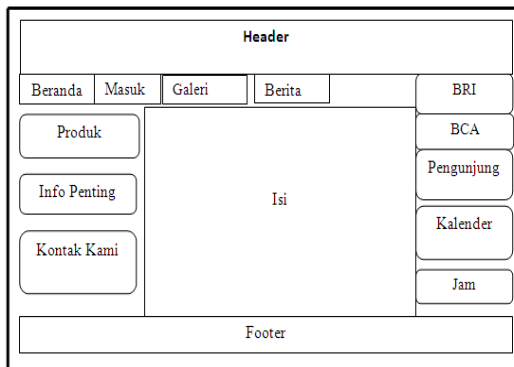 Header
Beranda Masuk Galeri Berita
Produk
Info Penting
Kontak Kami
Isi
BRI
BCA
Pengunjung
Kalender
Jam
Footer